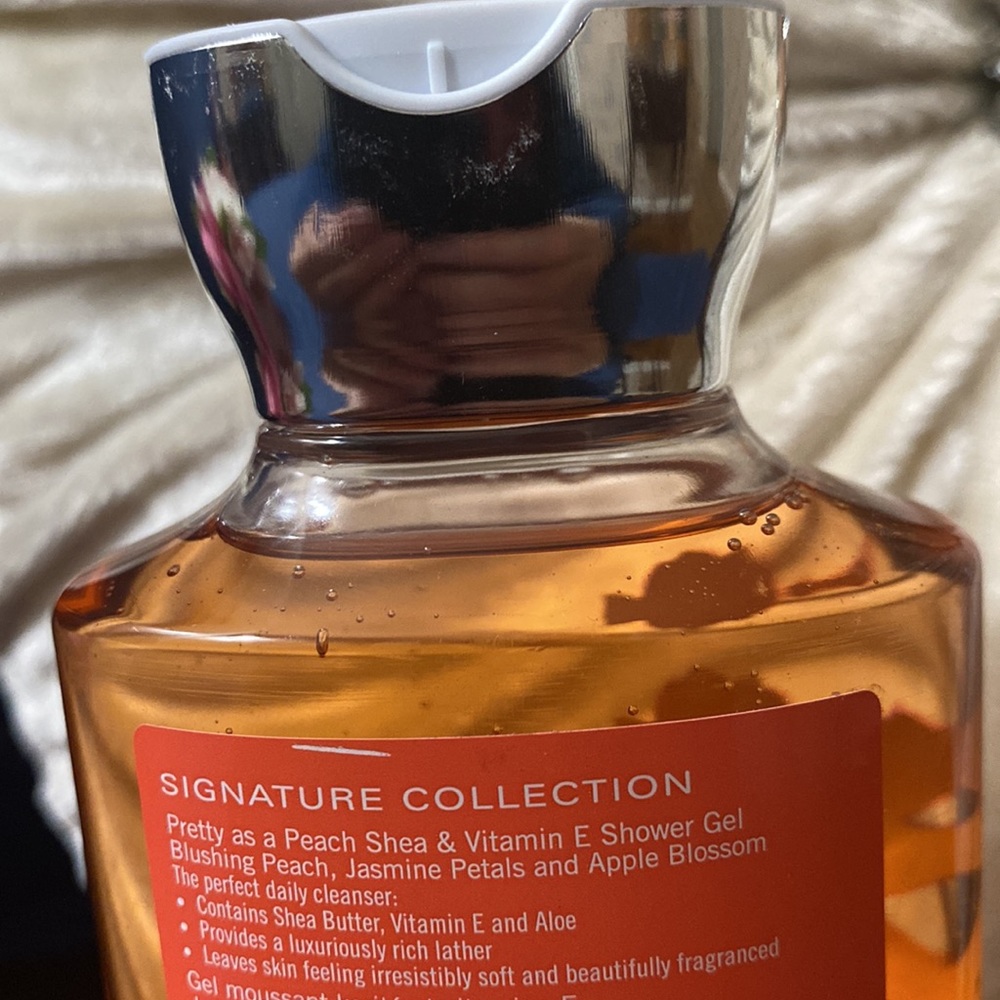 SIGNATURE COLLECTION
Pretty as a Peach Shea & Vitamin E Shower Gel
Blushing Peach, Jasmine Petals and Apple Blossom
The perfect daily cleanser:
• Contains Shea Butter, Vitamin E and Aloe
• Provides a luxuriously rich lather
• Leaves skin feeling irresistibly soft and beautifully fragranced
Gel moussant